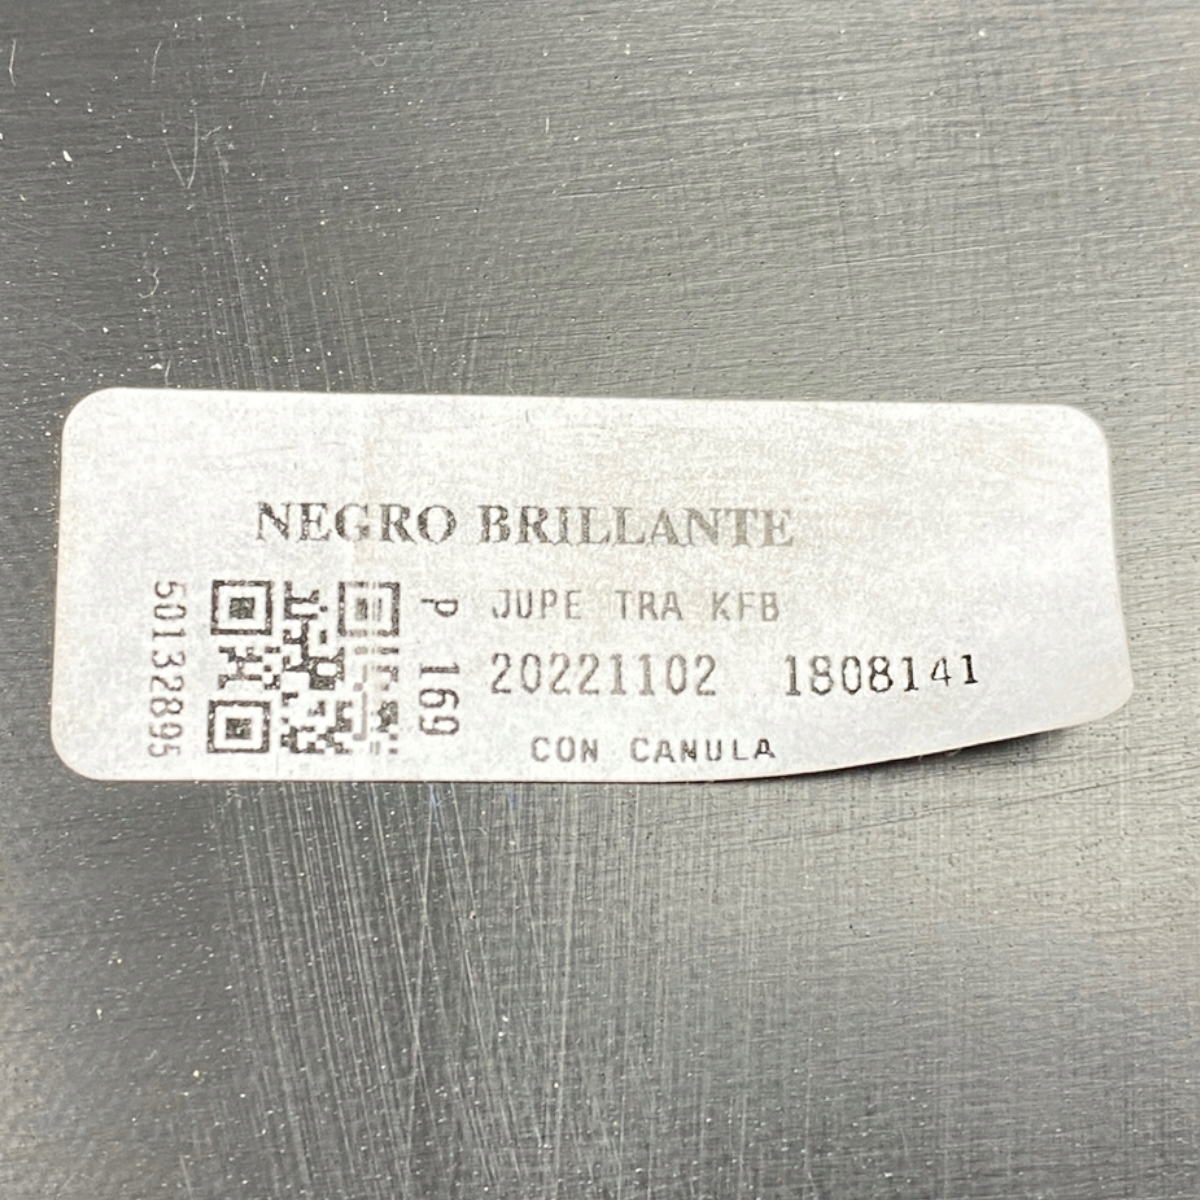 NEGRO BRILLANTE
JUPE TRA KFB
20221102 1808141
CON CANULA
P 169
50132895